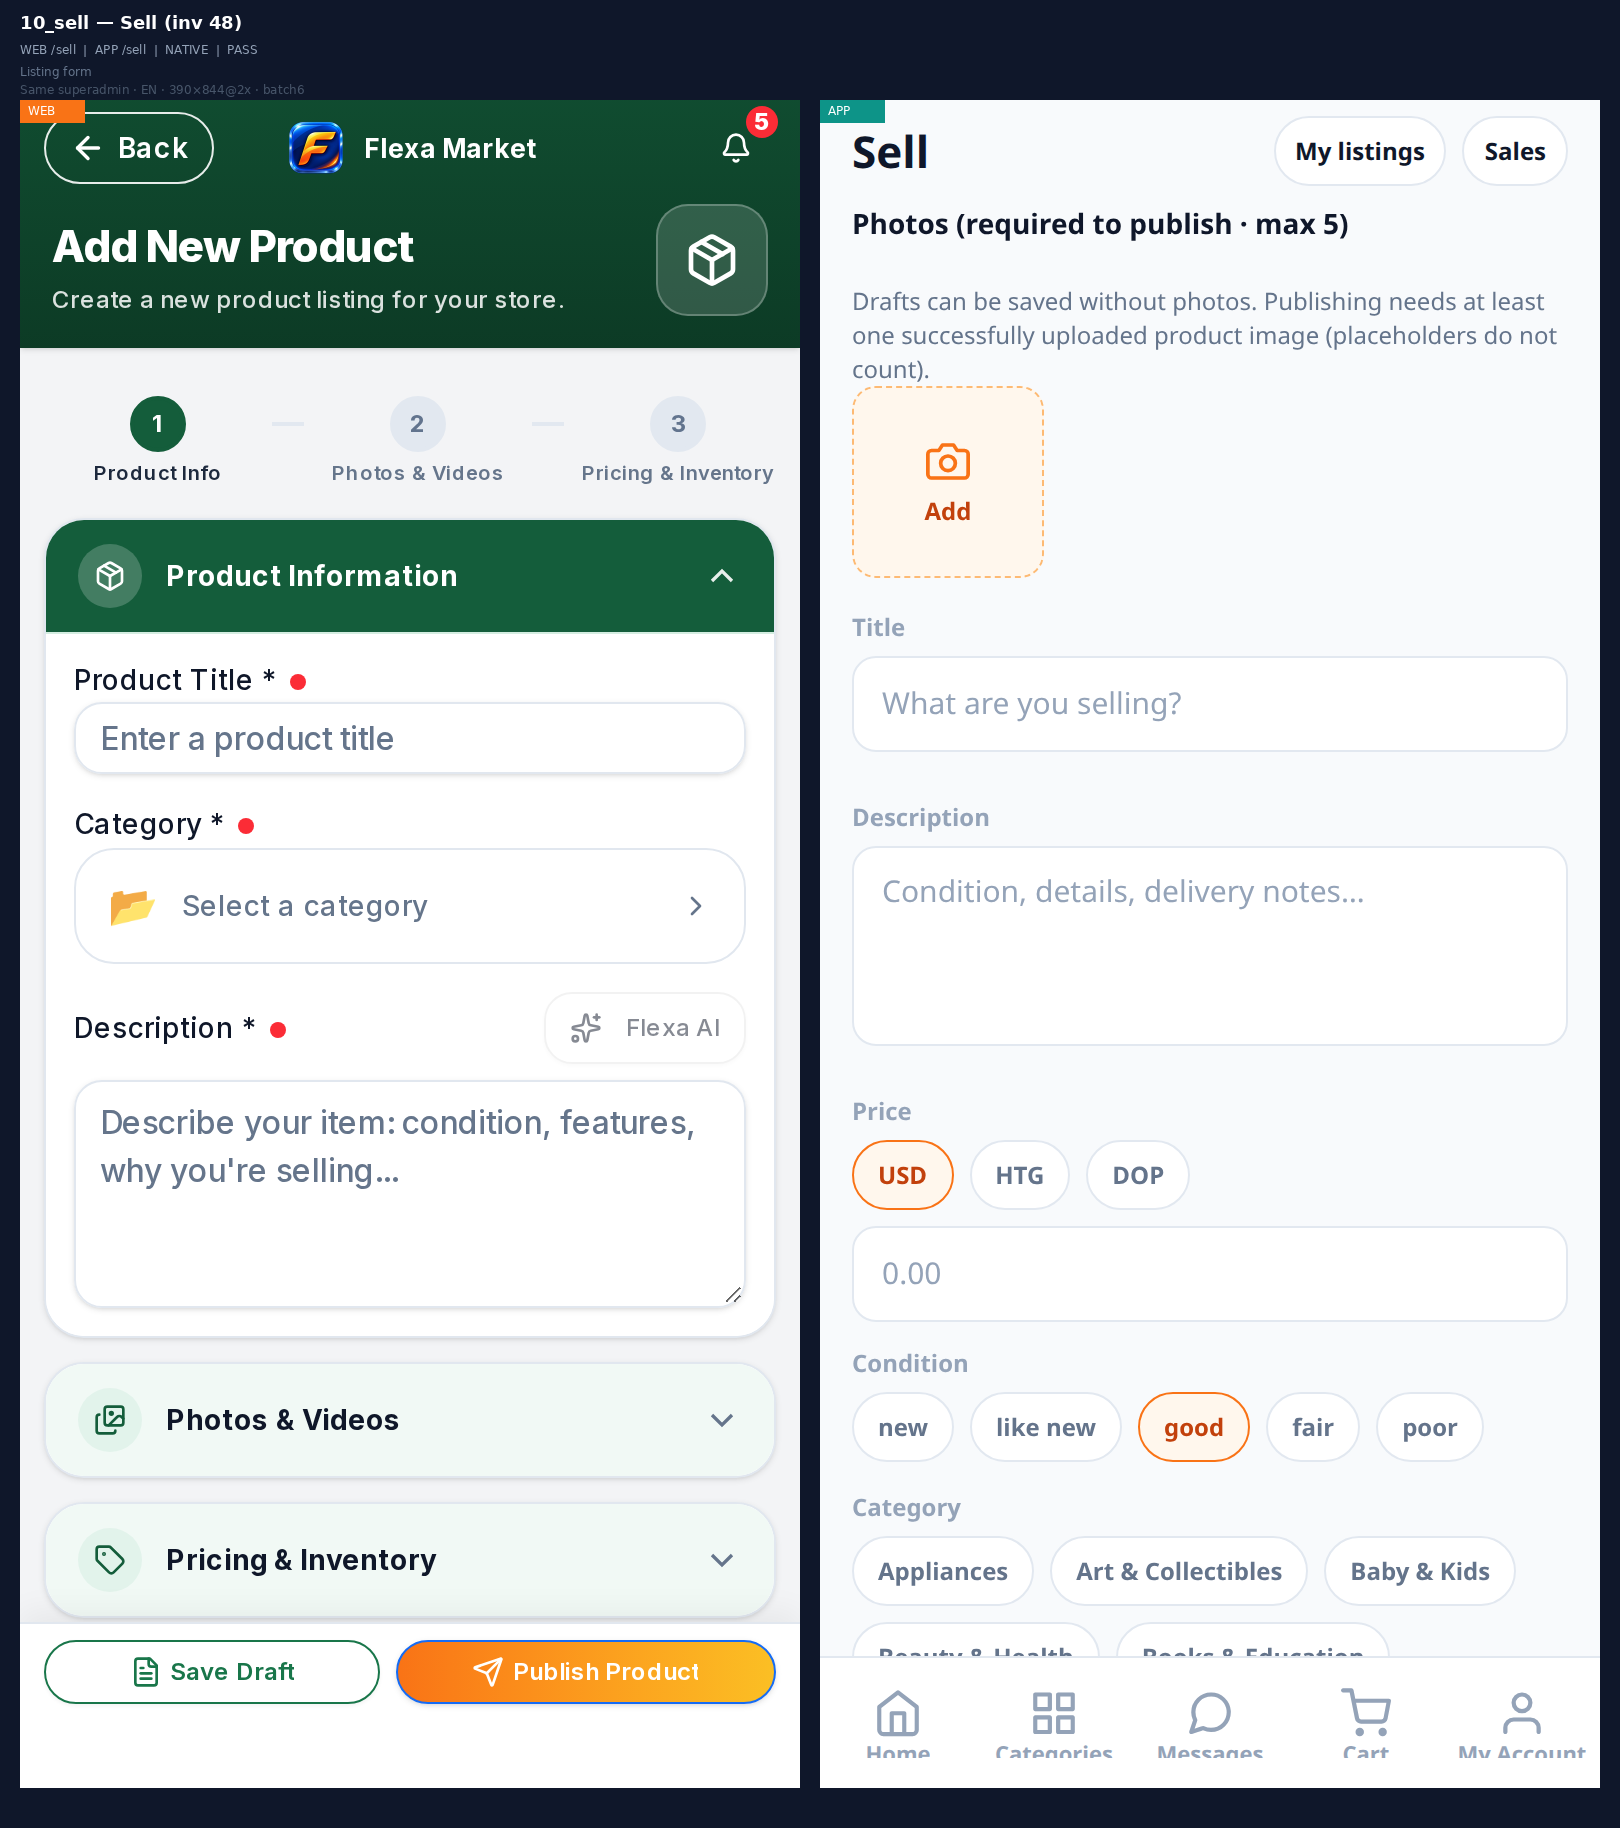 10_sell — Sell (inv 48)
WEB /sell | APP /sell | NATIVE | PASS
Listing form
Same superadmin · EN · 390×844@2x · batch6
WEB
Back
Flexa Market
5
Add New Product
Create a new product listing for your store.
1
2
3
Product Info
Photos & Videos
Pricing & Inventory
Product Information
Product Title *
Enter a product title
Category *
Select a category
Description *
Flexa AI
Describe your item: condition, features,
why you're selling...
Photos & Videos
Pricing & Inventory
Save Draft
Publish Product
APP
Sell
My listings
Sales
Photos (required to publish · max 5)
Drafts can be saved without photos. Publishing needs at least
one successfully uploaded product image (placeholders do not
count).
Add
Title
What are you selling?
Description
Condition, details, delivery notes...
Price
USD
HTG
DOP
0.00
Condition
new
like new
good
fair
poor
Category
Appliances
Art & Collectibles
Baby & Kids
Beauty & Health
Books & Education
Home
Categories
Messages
Cart
My Account